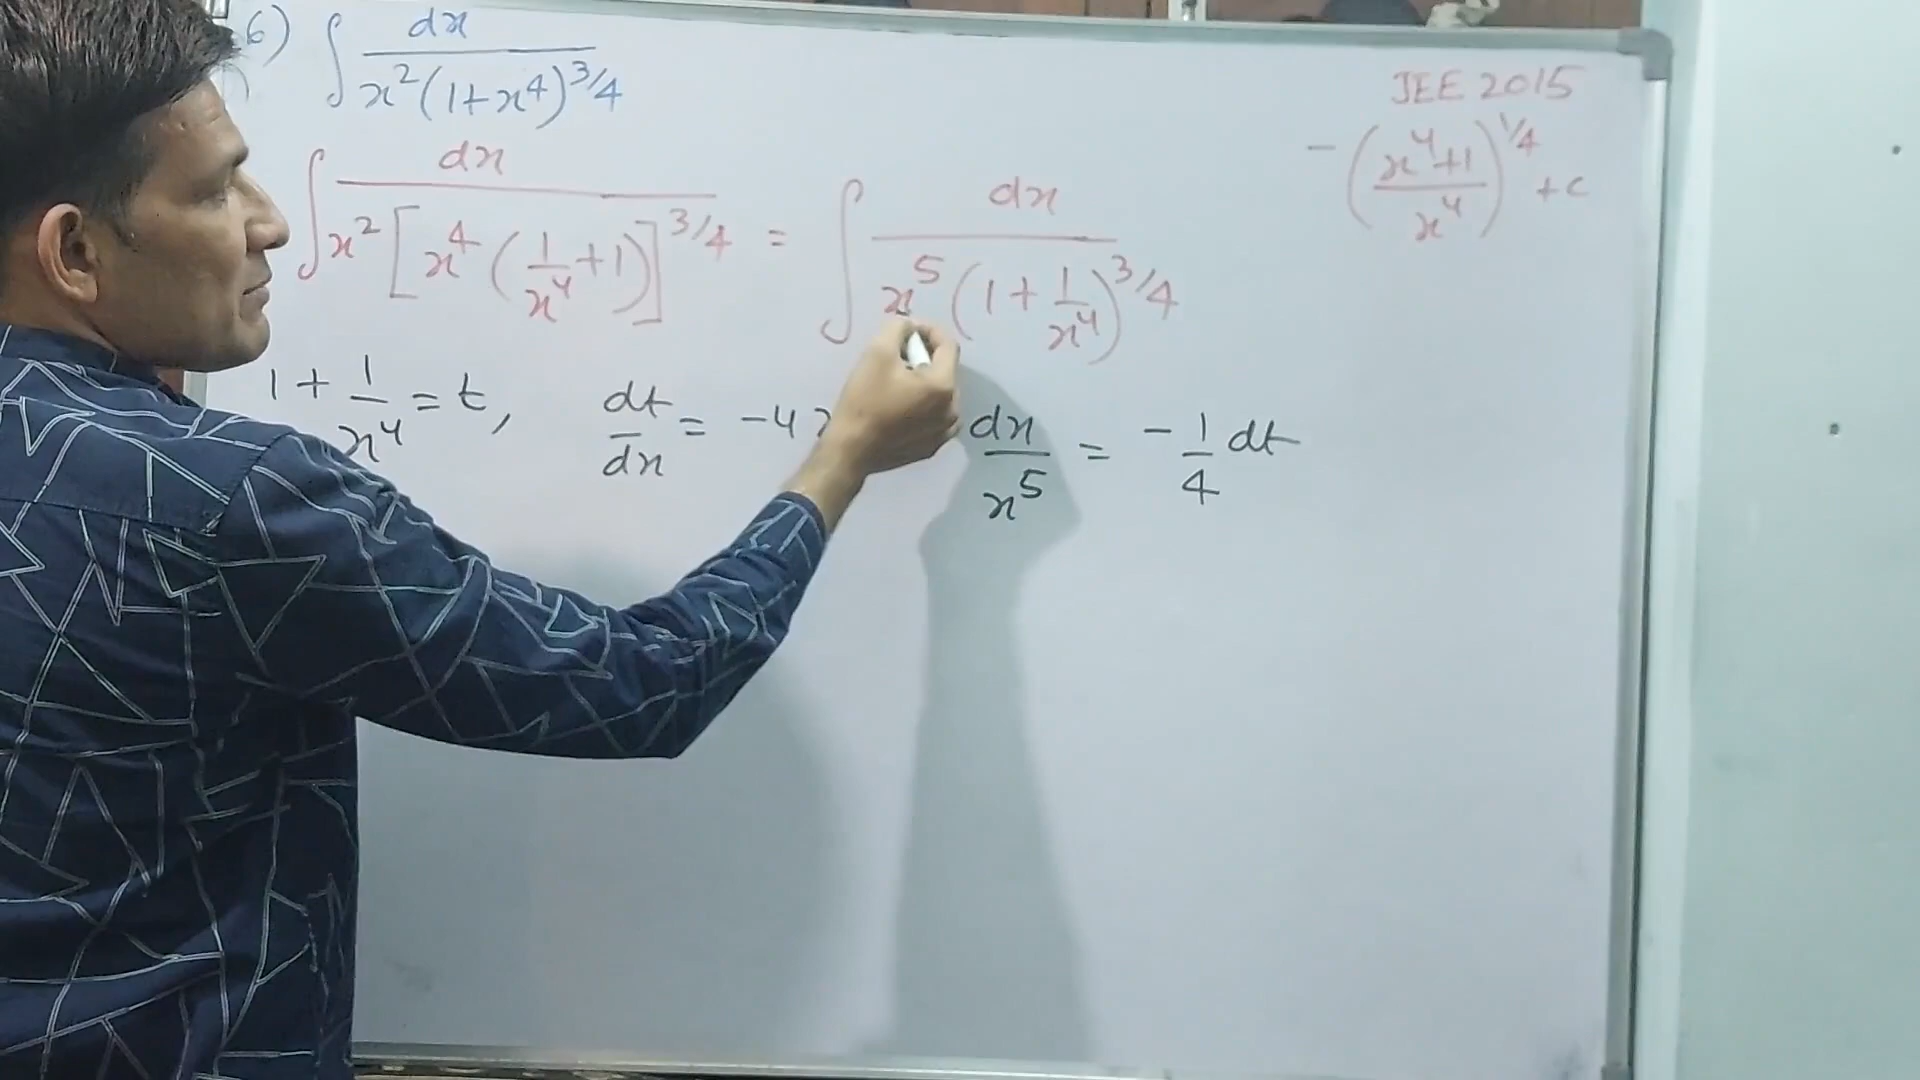 6) ∫ dx / x²(1+x⁴)^3/4
JEE 2015
- ((x⁴+1)/x⁴)^1/4 + c
∫ dx / x²[x⁴(1/x⁴+1)]^3/4 = ∫ dx / x⁵(1+1/x⁴)^3/4
1+1/x⁴ = t, dt/dx = -4 dx/x⁵ = -1/4 dt